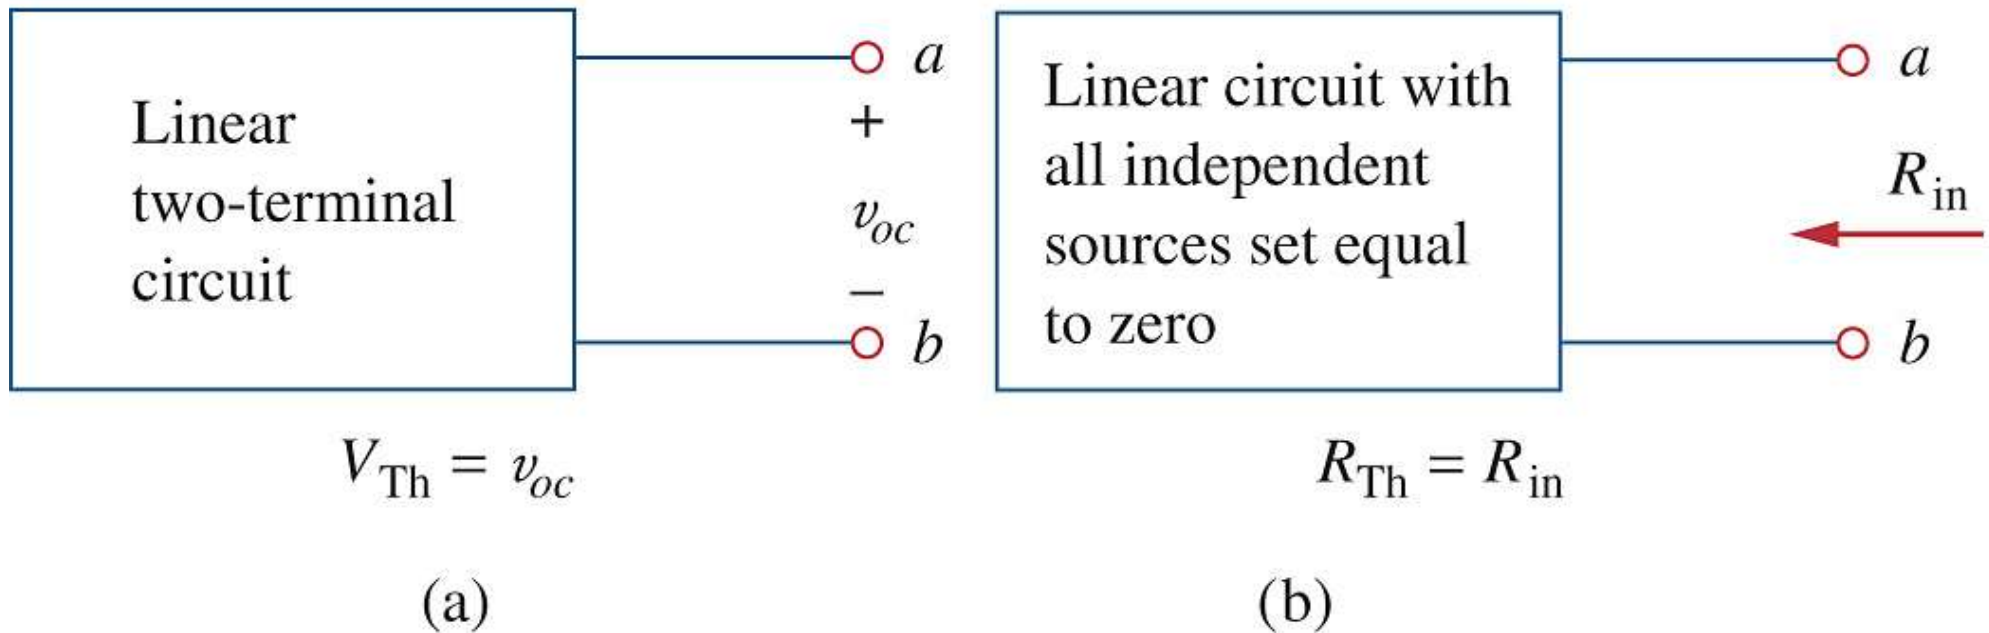 Linear
two-terminal
circuit
a
+
v_oc
−
b
V_Th = v_oc
(a)
Linear circuit with
all independent
sources set equal
to zero
a
R_in
b
R_Th = R_in
(b)